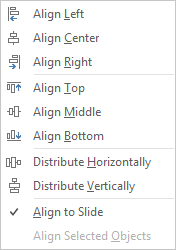 Align Left
Align Center
Align Right
Align Top
Align Middle
Align Bottom
Distribute Horizontally
Distribute Vertically
Align to Slide
Align Selected Objects